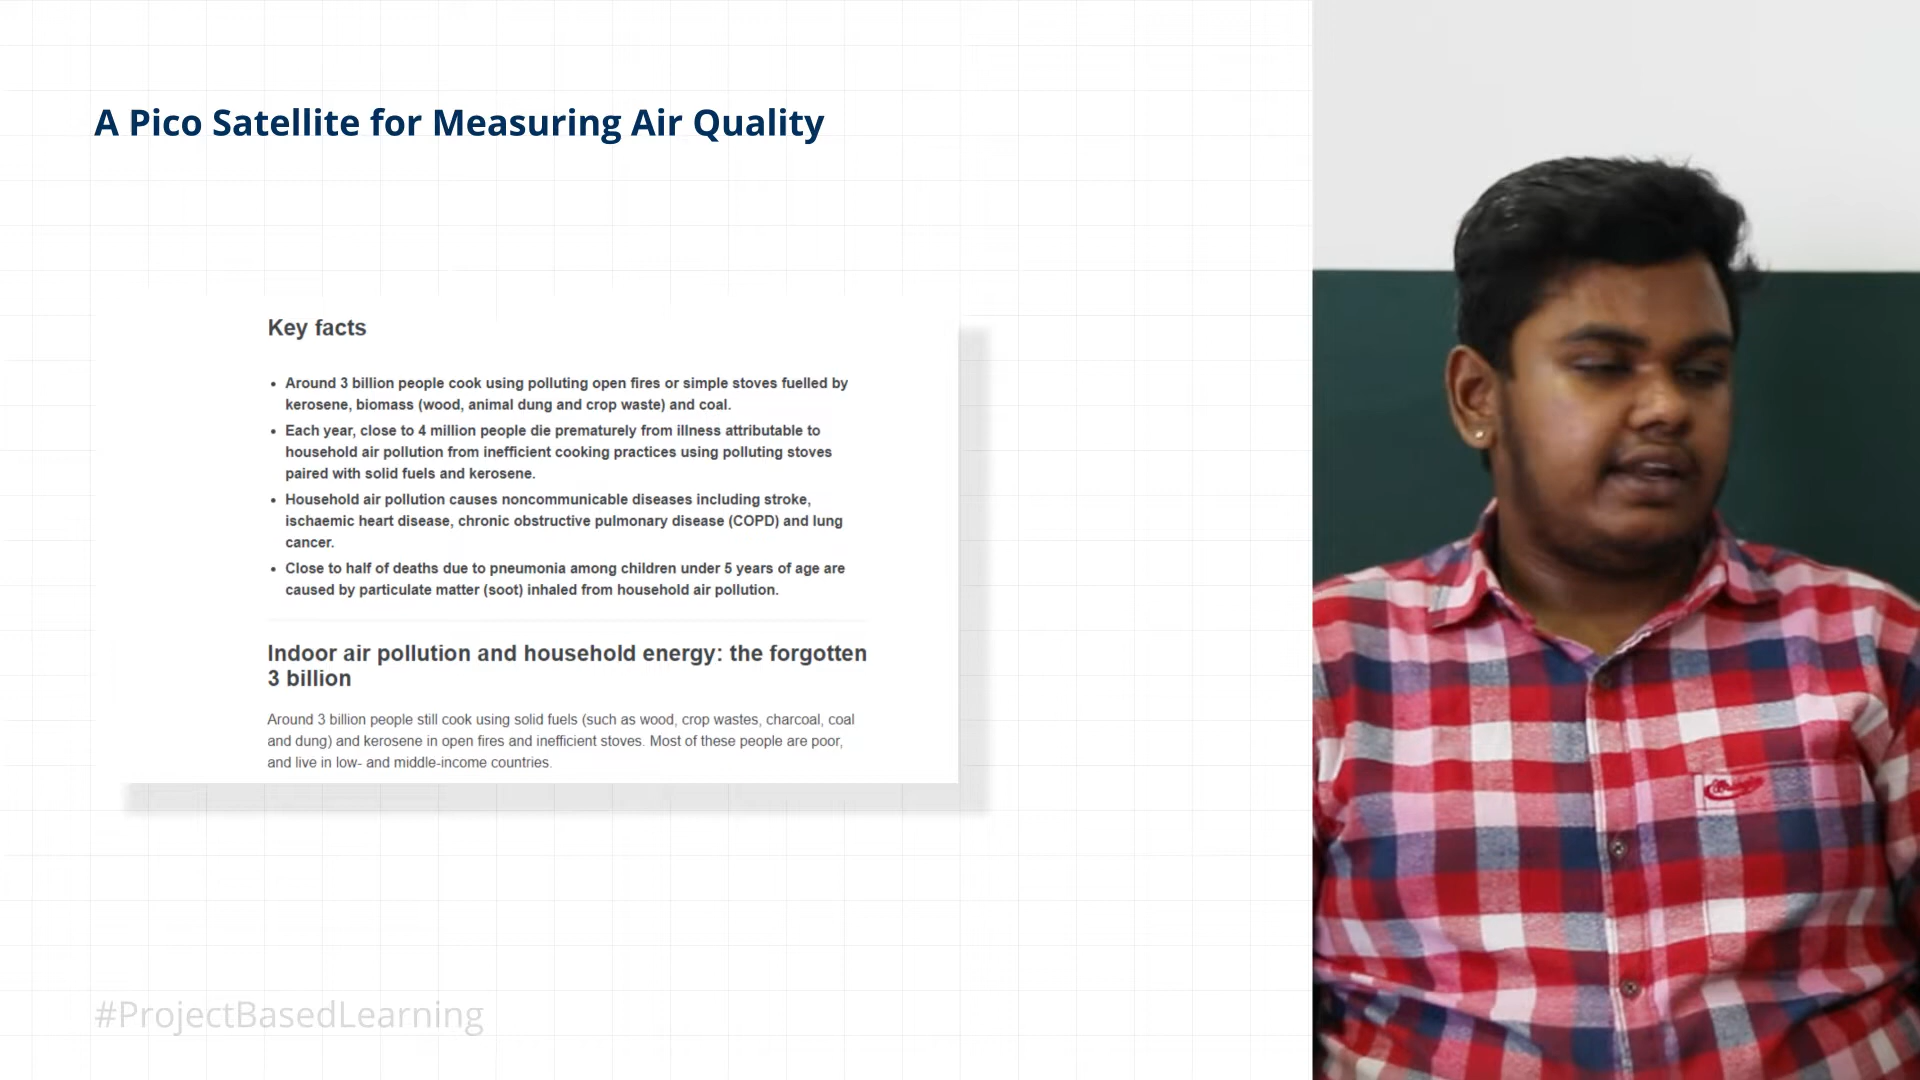 A Pico Satellite for Measuring Air Quality
Key facts
• Around 3 billion people cook using polluting open fires or simple stoves fuelled by
kerosene, biomass (wood, animal dung and crop waste) and coal.
• Each year, close to 4 million people die prematurely from illness attributable to
household air pollution from inefficient cooking practices using polluting stoves
paired with solid fuels and kerosene.
• Household air pollution causes noncommunicable diseases including stroke,
ischaemic heart disease, chronic obstructive pulmonary disease (COPD) and lung
cancer.
• Close to half of deaths due to pneumonia among children under 5 years of age are
caused by particulate matter (soot) inhaled from household air pollution.
Indoor air pollution and household energy: the forgotten
3 billion
Around 3 billion people still cook using solid fuels (such as wood, crop wastes, charcoal, coal
and dung) and kerosene in open fires and inefficient stoves. Most of these people are poor,
and live in low- and middle-income countries.
#ProjectBasedLearning